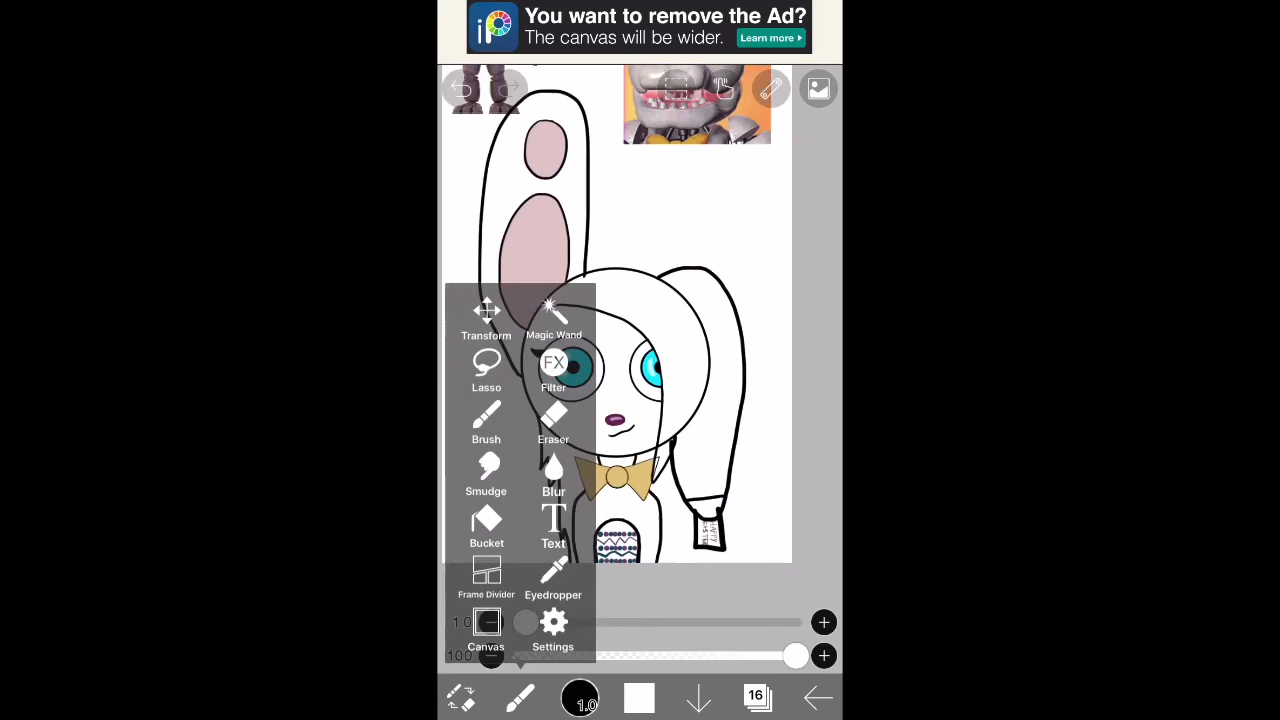 iP
You want to remove the Ad?
The canvas will be wider.
Learn more
Transform
Magic Wand
FX
Lasso
Filter
Brush
Eraser
Smudge
Blur
T
Bucket
Text
Frame Divider
Eyedropper
1.0
Canvas
Settings
100
1.0
16